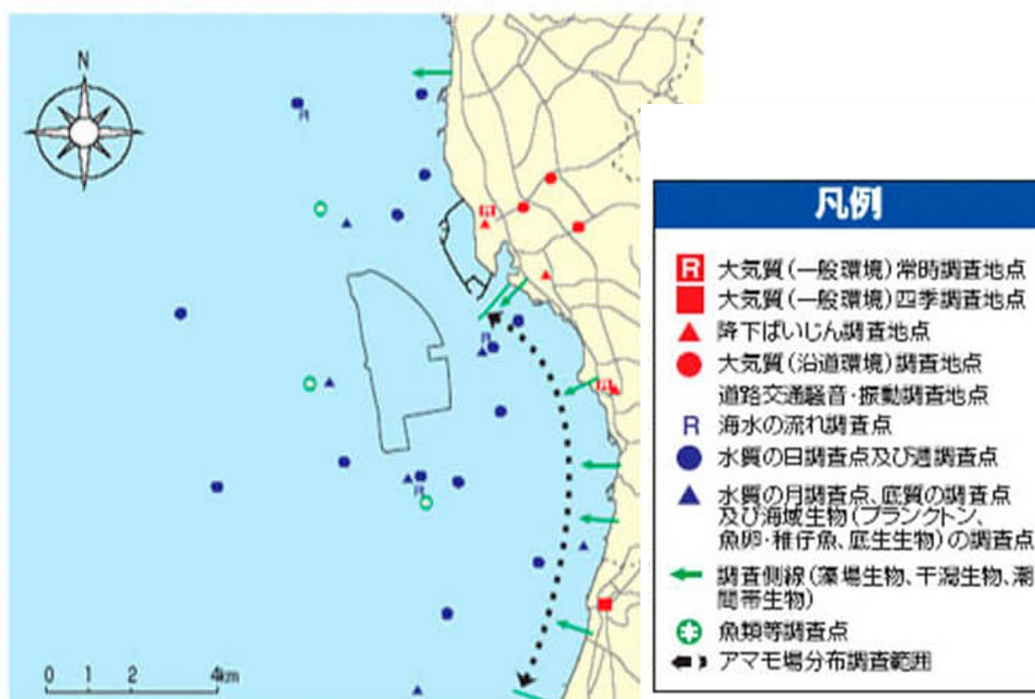 N
R
R
R
R
R
0 1 2 4km
凡例
R 大気質(一般環境)常時調査地点
大気質(一般環境)四季調査地点
降下ばいじん調査地点
大気質(沿道環境)調査地点
道路交通騒音・振動調査地点
R 海水の流れ調査点
水質の日調査点及び週調査点
水質の月調査点、底質の調査点
及び海域生物(プランクトン、
魚卵・稚仔魚、底生生物)の調査点
調査側線(藻場生物、干潟生物、潮
間帯生物)
魚類等調査点
アマモ場分布調査範囲